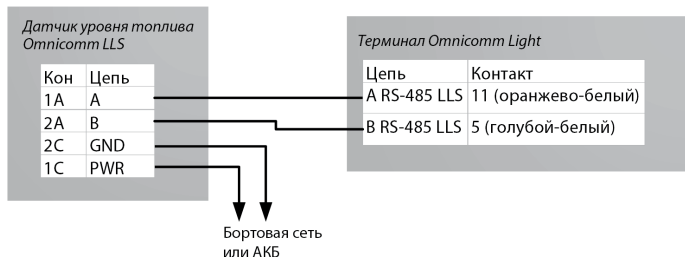 Датчик уровня топлива
Omnicomm LLS
Кон Цепь
1A A
2A B
2C GND
1C PWR
Терминал Omnicomm Light
Цепь Контакт
A RS-485 LLS 11 (оранжево-белый)
B RS-485 LLS 5 (голубой-белый)
Бортовая сеть
или АКБ